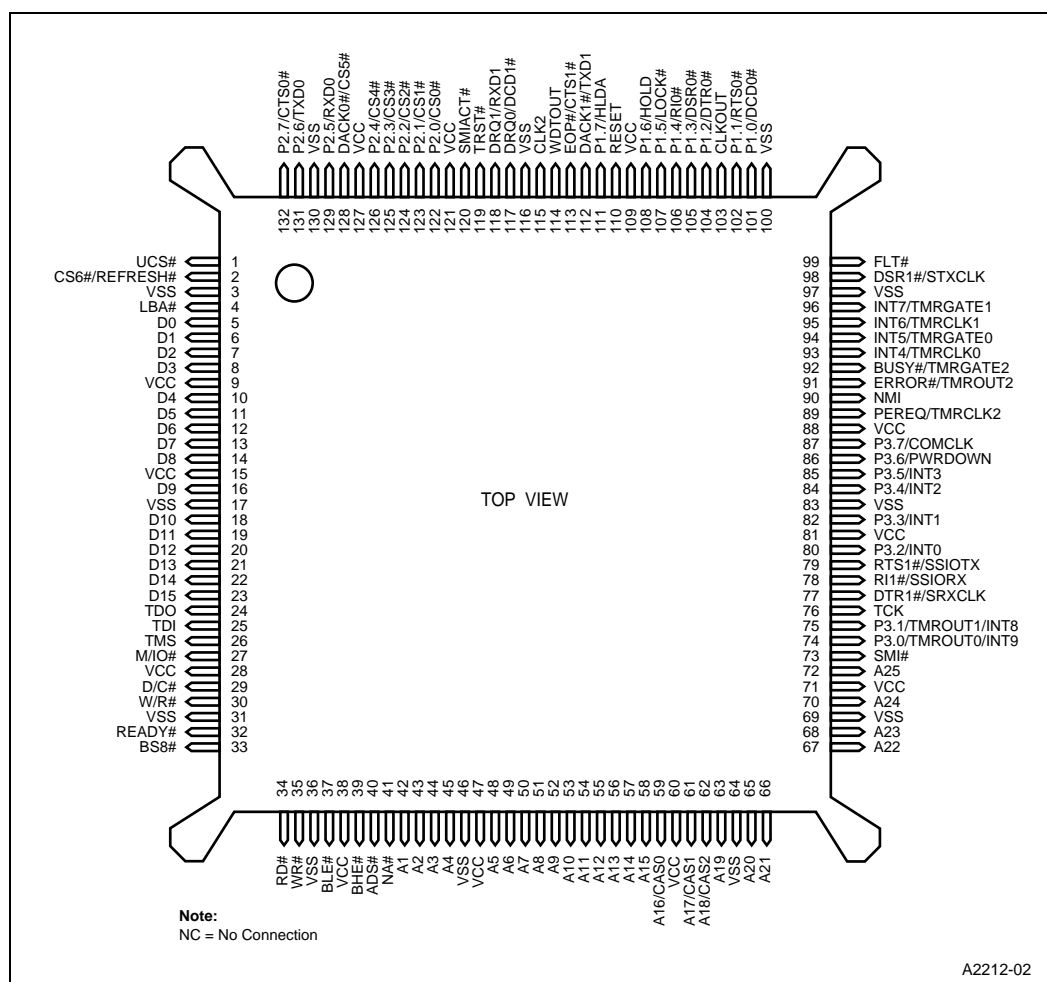 P2.7/CTS0#
P2.6/TXD0
VSS
P2.5/RXD0
DACK0#/CS5#
VCC
P2.4/CS4#
P2.3/CS3#
P2.2/CS2#
P2.1/CS1#
P2.0/CS0#
VCC
SMIACT#
TRST#
DRQ1/RXD1
DRQ0/DCD1#
VSS
CLK2
WDTOUT
EOP#/CTS1#
DACK1#/TXD1
P1.7/HLDA
RESET
VCC
P1.6/HOLD
P1.5/LOCK#
P1.4/RI0#
P1.3/DSR0#
P1.2/DTR0#
CLKOUT
P1.1/RTS0#
P1.0/DCD0#
VSS
132
131
130
129
128
127
126
125
124
123
122
121
120
119
118
117
116
115
114
113
112
111
110
109
108
107
106
105
104
103
102
101
100
UCS# 1
CS6#/REFRESH# 2
VSS 3
LBA# 4
D0 5
D1 6
D2 7
D3 8
VCC 9
D4 10
D5 11
D6 12
D7 13
D8 14
VCC 15
D9 16
VSS 17
D10 18
D11 19
D12 20
D13 21
D14 22
D15 23
TDO 24
TDI 25
TMS 26
M/IO# 27
VCC 28
D/C# 29
W/R# 30
VSS 31
READY# 32
BS8# 33
TOP VIEW
99 FLT#
98 DSR1#/STXCLK
97 VSS
96 INT7/TMRGATE1
95 INT6/TMRCLK1
94 INT5/TMRGATE0
93 INT4/TMRCLK0
92 BUSY#/TMRGATE2
91 ERROR#/TMROUT2
90 NMI
89 PEREQ/TMRCLK2
88 VCC
87 P3.7/COMCLK
86 P3.6/PWRDOWN
85 P3.5/INT3
84 P3.4/INT2
83 VSS
82 P3.3/INT1
81 VCC
80 P3.2/INT0
79 RTS1#/SSIOTX
78 RI1#/SSIORX
77 DTR1#/SRXCLK
76 TCK
75 P3.1/TMROUT1/INT8
74 P3.0/TMROUT0/INT9
73 SMI#
72 A25
71 VCC
70 A24
69 VSS
68 A23
67 A22
34
35
36
37
38
39
40
41
42
43
44
45
46
47
48
49
50
51
52
53
54
55
56
57
58
59
60
61
62
63
64
65
66
RD#
WR#
VSS
BLE#
VCC
BHE#
ADS#
NA#
A1
A2
A3
A4
VSS
VCC
A5
A6
A7
A8
A9
A10
A11
A12
A13
A14
A15
A16/CAS0
VCC
A17/CAS1
A18/CAS2
A19
VSS
A20
A21
Note:
NC = No Connection
A2212-02